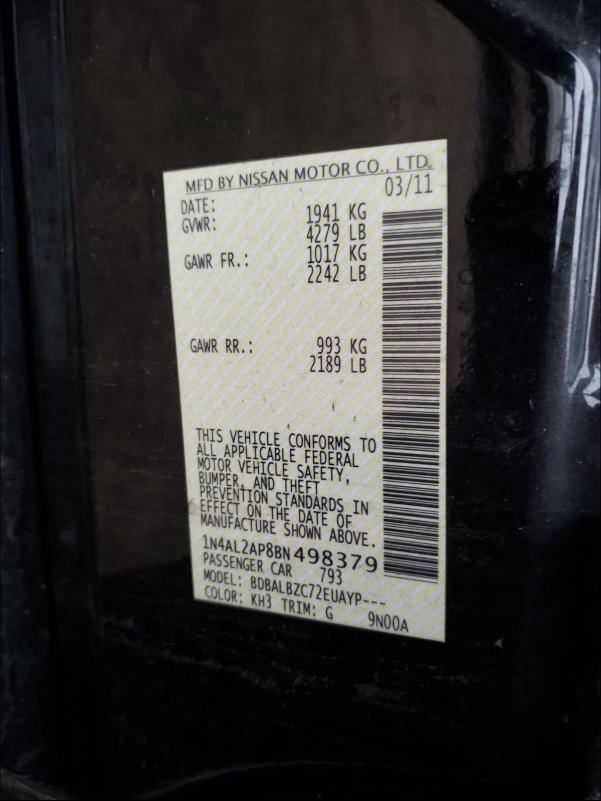 MFD BY NISSAN MOTOR CO., LTD.
DATE: 03/11
GVWR: 1941 KG
4279 LB
GAWR FR.: 1017 KG
2242 LB
GAWR RR.: 993 KG
2189 LB
THIS VEHICLE CONFORMS TO
ALL APPLICABLE FEDERAL
MOTOR VEHICLE SAFETY,
BUMPER, AND THEFT
PREVENTION STANDARDS IN
EFFECT ON THE DATE OF
MANUFACTURE SHOWN ABOVE.
1N4AL2AP8BN498379
PASSENGER CAR 793
MODEL: BDBALBZC72EUAYP---
COLOR: KH3 TRIM: G 9N00A